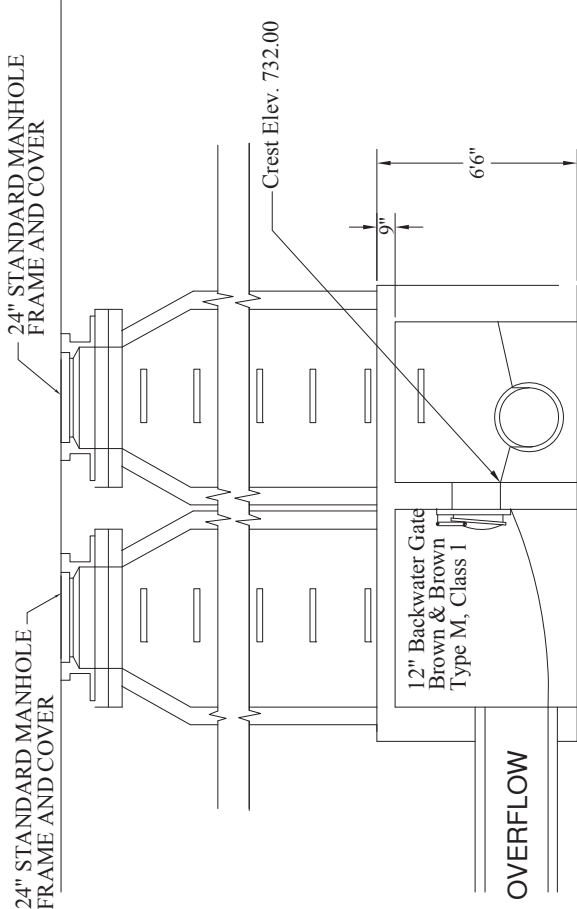 24" STANDARD MANHOLE
FRAME AND COVER
24" STANDARD MANHOLE
FRAME AND COVER
Crest Elev. 732.00
9"
6'6"
12" Backwater Gate
Brown & Brown
Type M, Class 1
OVERFLOW